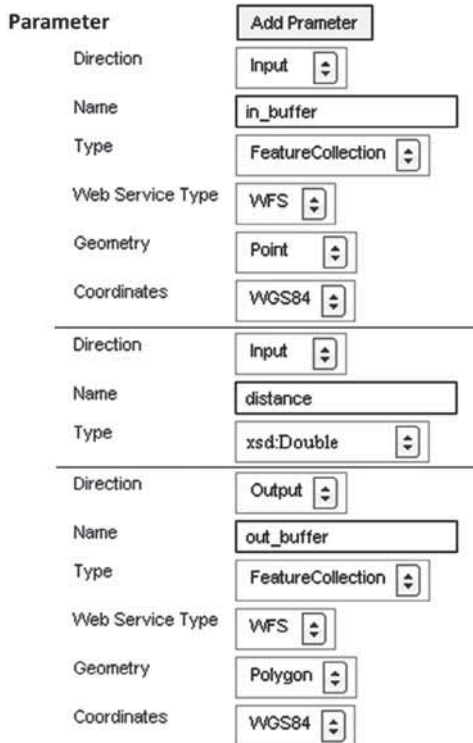 Parameter Add Prameter
Direction Input
Name in_buffer
Type FeatureCollection
Web Service Type WFS
Geometry Point
Coordinates WGS84
Direction Input
Name distance
Type xsd:Double
Direction Output
Name out_buffer
Type FeatureCollection
Web Service Type WFS
Geometry Polygon
Coordinates WGS84